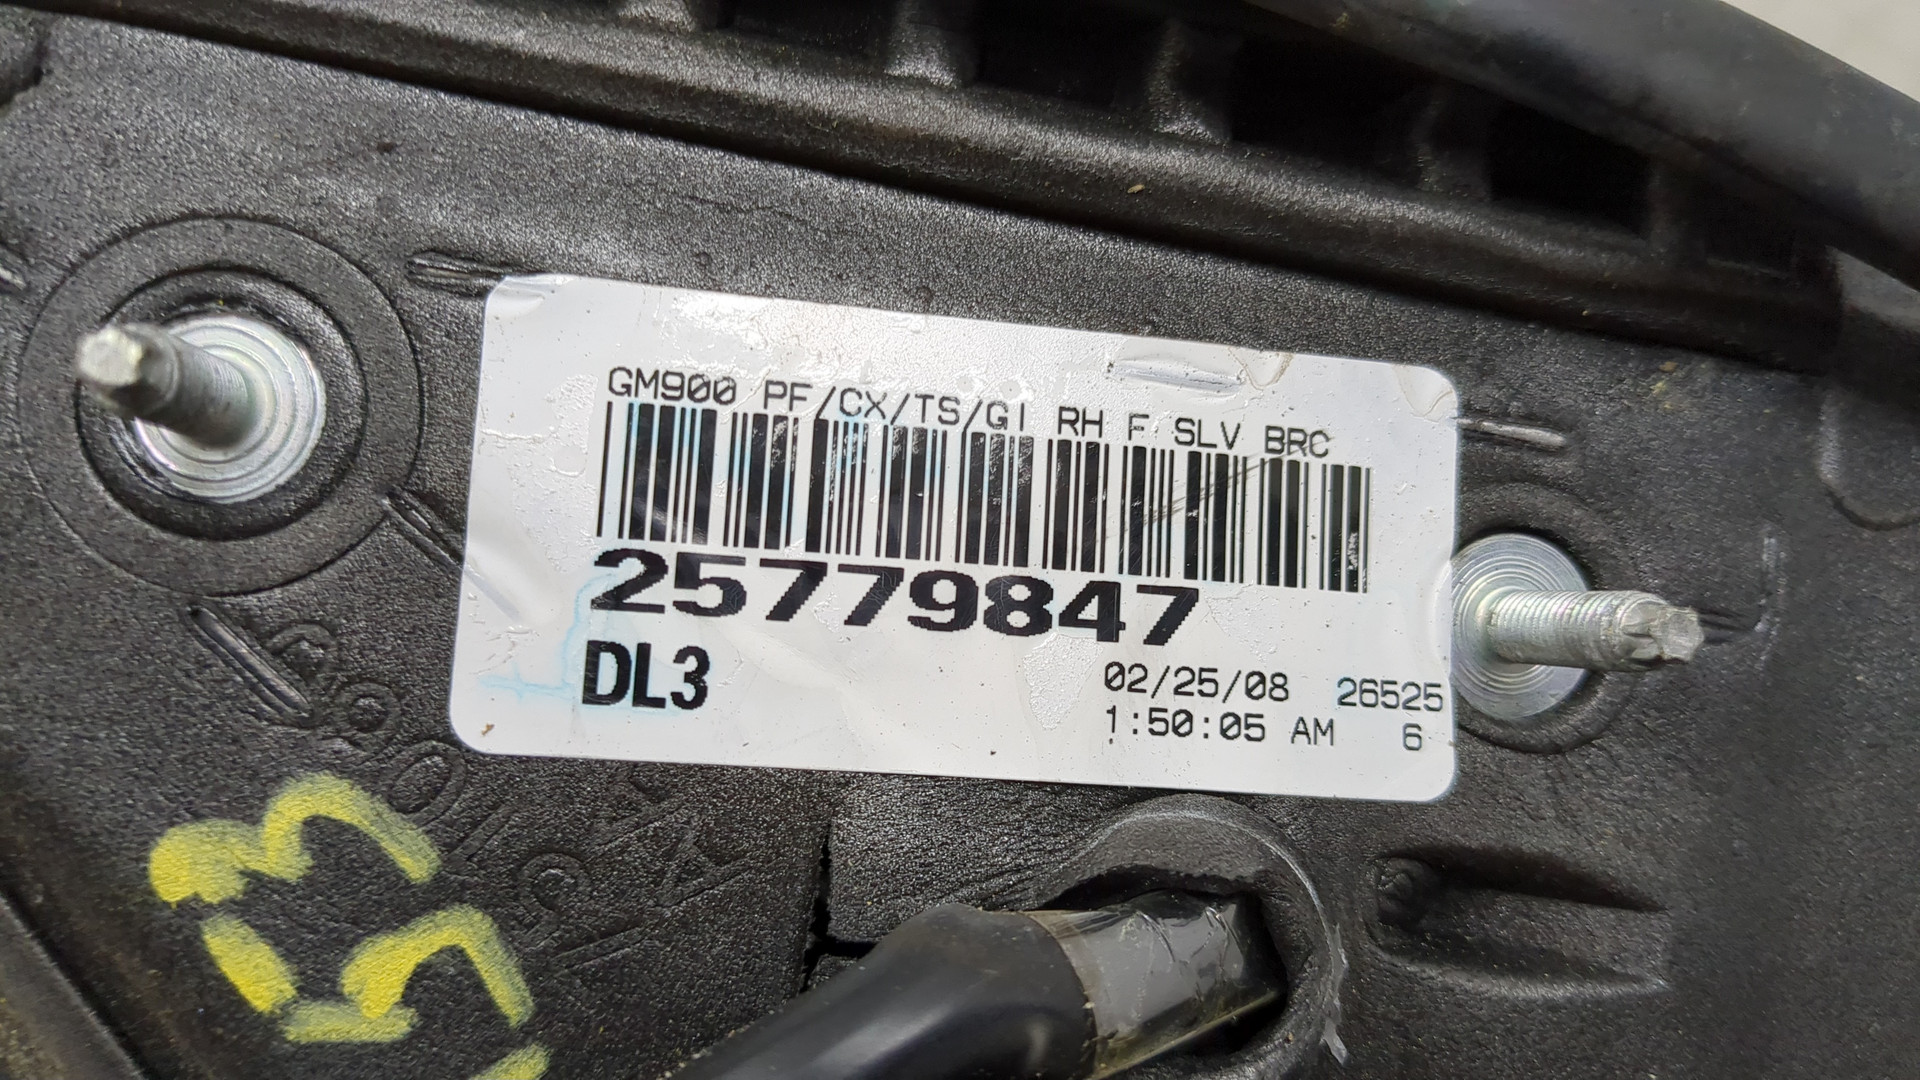 GM900 PF/CX/TS/GI RH F SLV BRC
25779847
DL3
02/25/08 26525
1:50:05 AM 6